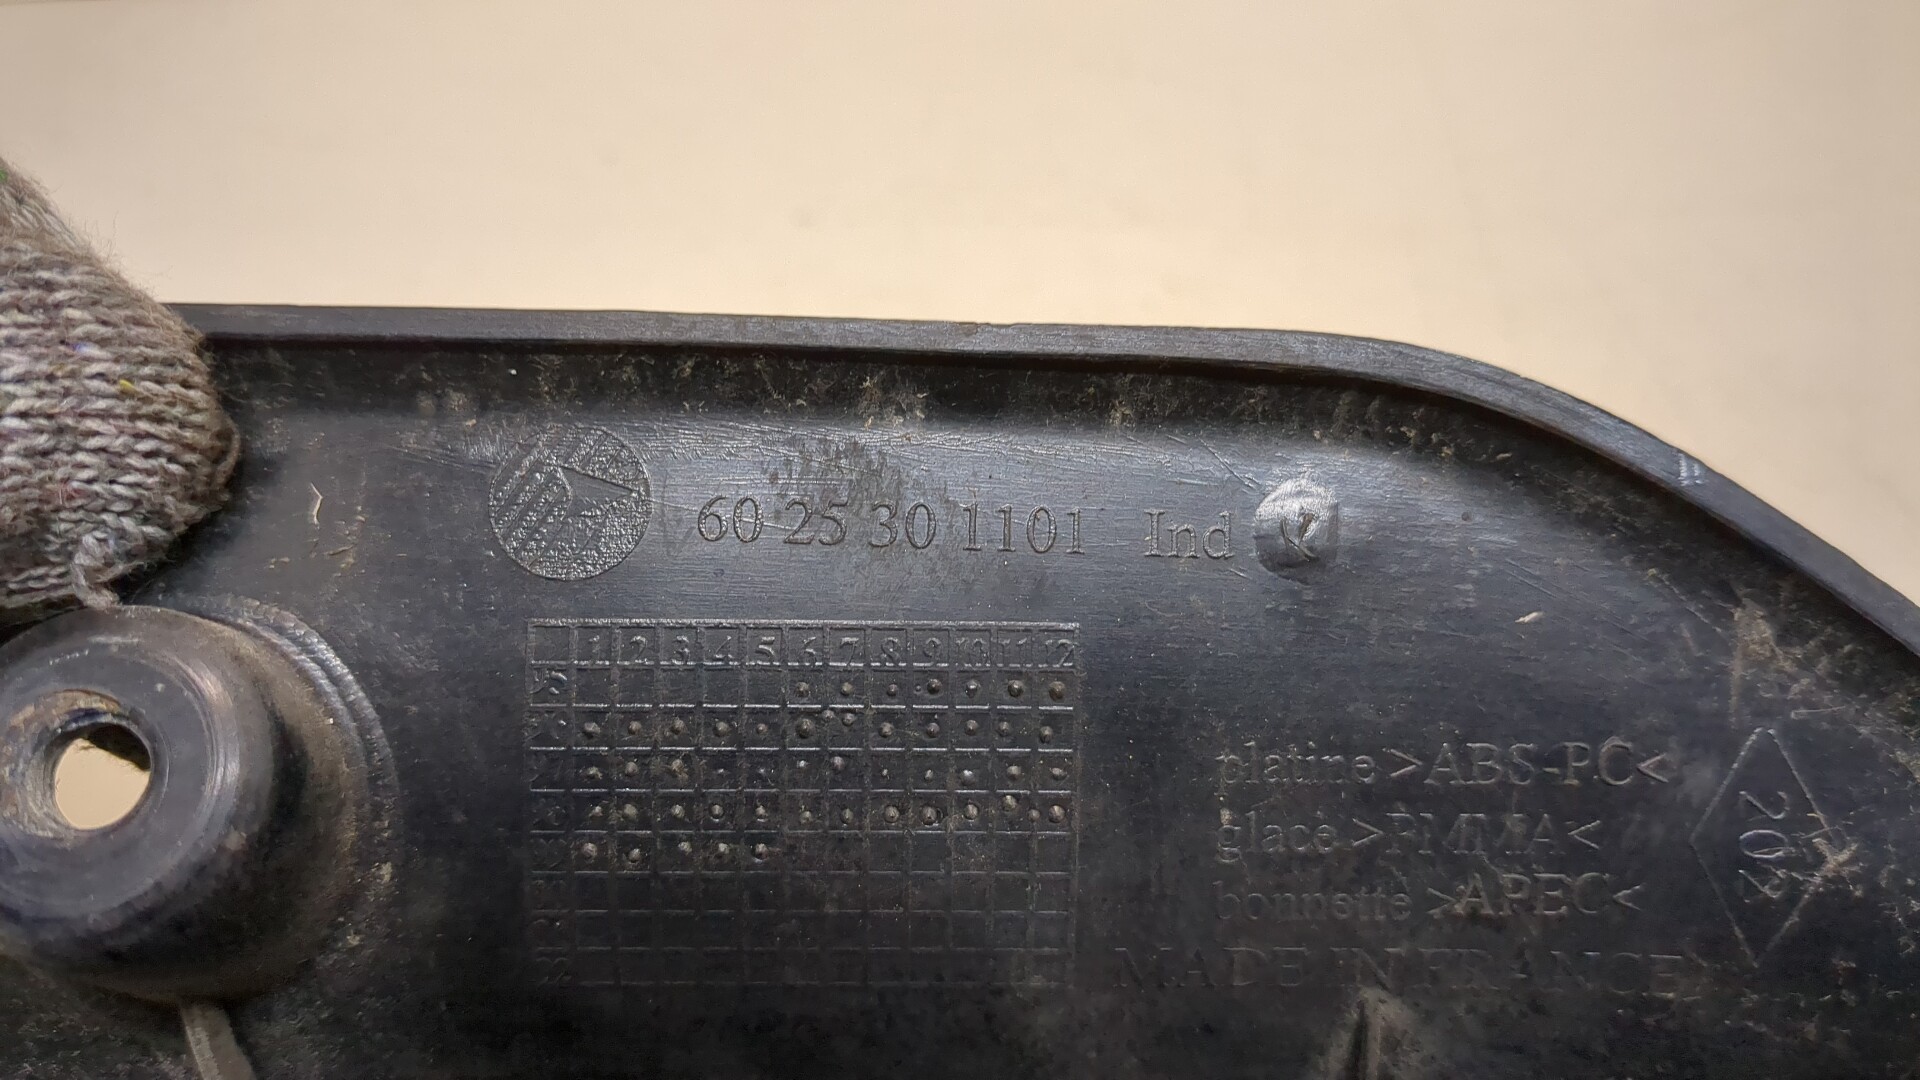 60 25 30 1101 Ind
1 2 3 4 5 6 7 8 9 10 11 12
platine >ABS-PC<
glace >PMMA<
bonnette >APEC<
MADE IN FRANCE
202